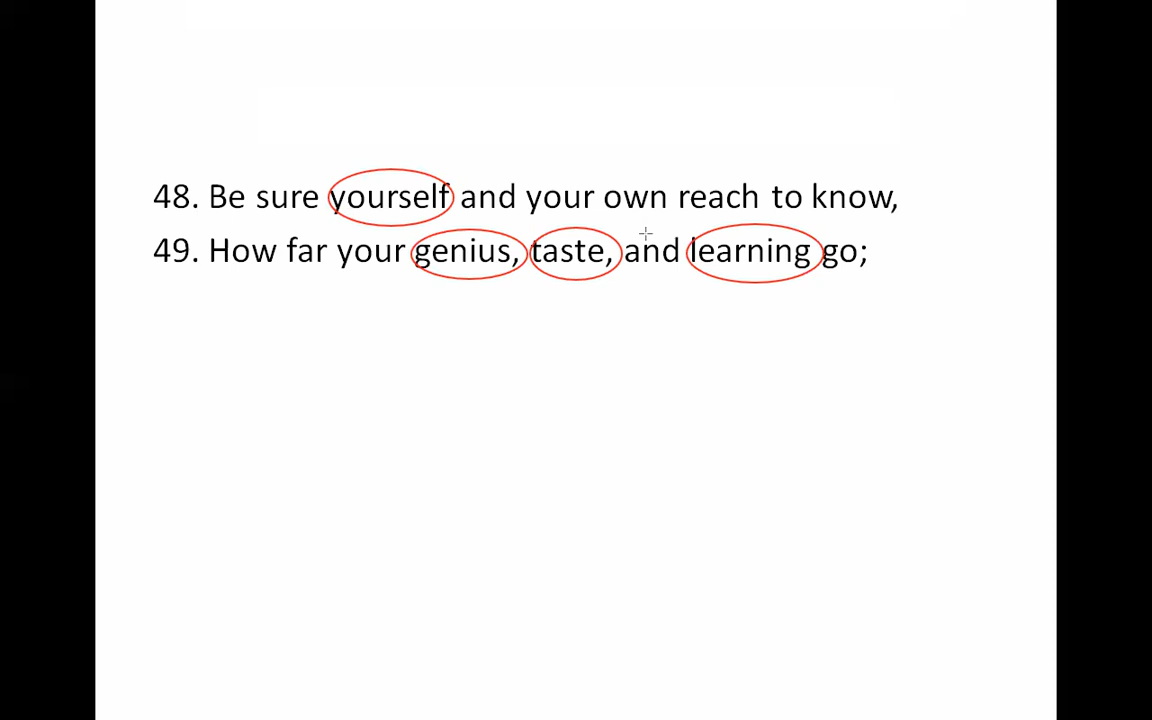 48. Be sure yourself and your own reach to know,
49. How far your genius, taste, and learning go;